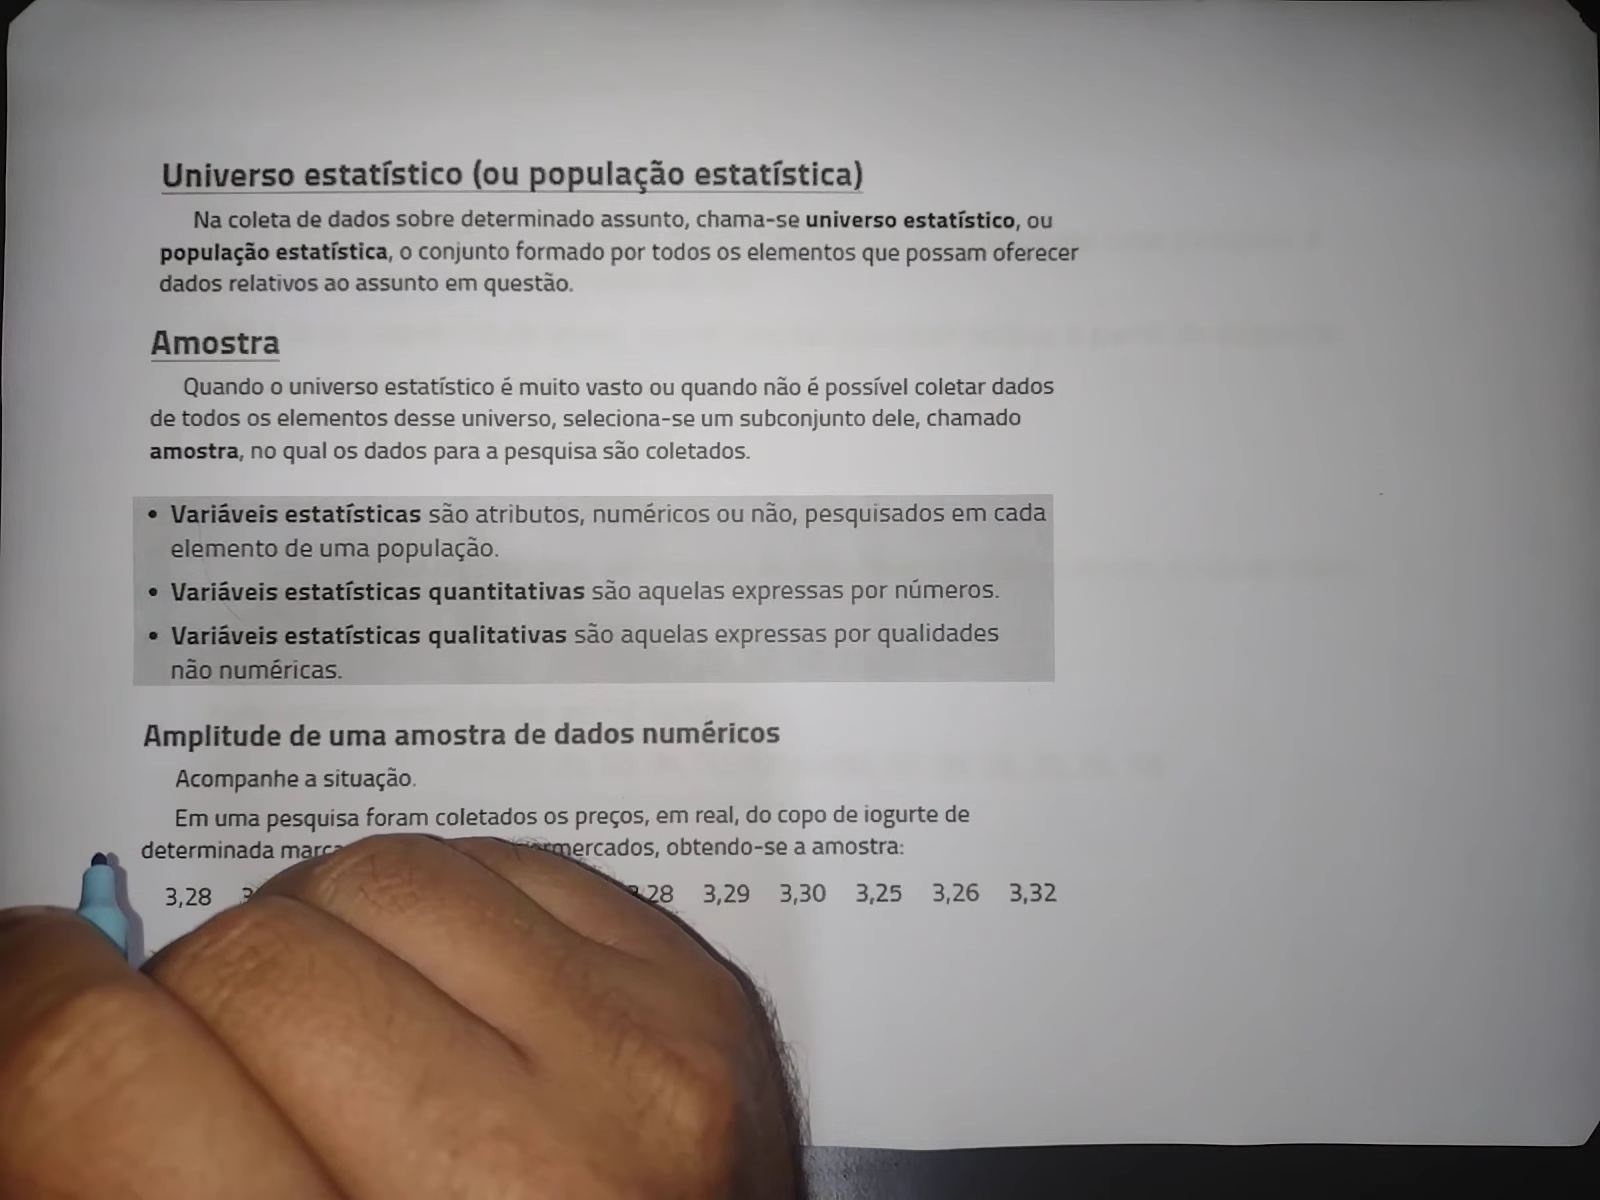 Universo estatístico (ou população estatística)
Na coleta de dados sobre determinado assunto, chama-se universo estatístico, ou
população estatística, o conjunto formado por todos os elementos que possam oferecer
dados relativos ao assunto em questão.
Amostra
Quando o universo estatístico é muito vasto ou quando não é possível coletar dados
de todos os elementos desse universo, seleciona-se um subconjunto dele, chamado
amostra, no qual os dados para a pesquisa são coletados.
• Variáveis estatísticas são atributos, numéricos ou não, pesquisados em cada
elemento de uma população.
• Variáveis estatísticas quantitativas são aquelas expressas por números.
• Variáveis estatísticas qualitativas são aquelas expressas por qualidades
não numéricas.
Amplitude de uma amostra de dados numéricos
Acompanhe a situação.
Em uma pesquisa foram coletados os preços, em real, do copo de iogurte de
determinada obtendo-se a amostra:
3,28 3,29 3,30 3,25 3,26 3,32